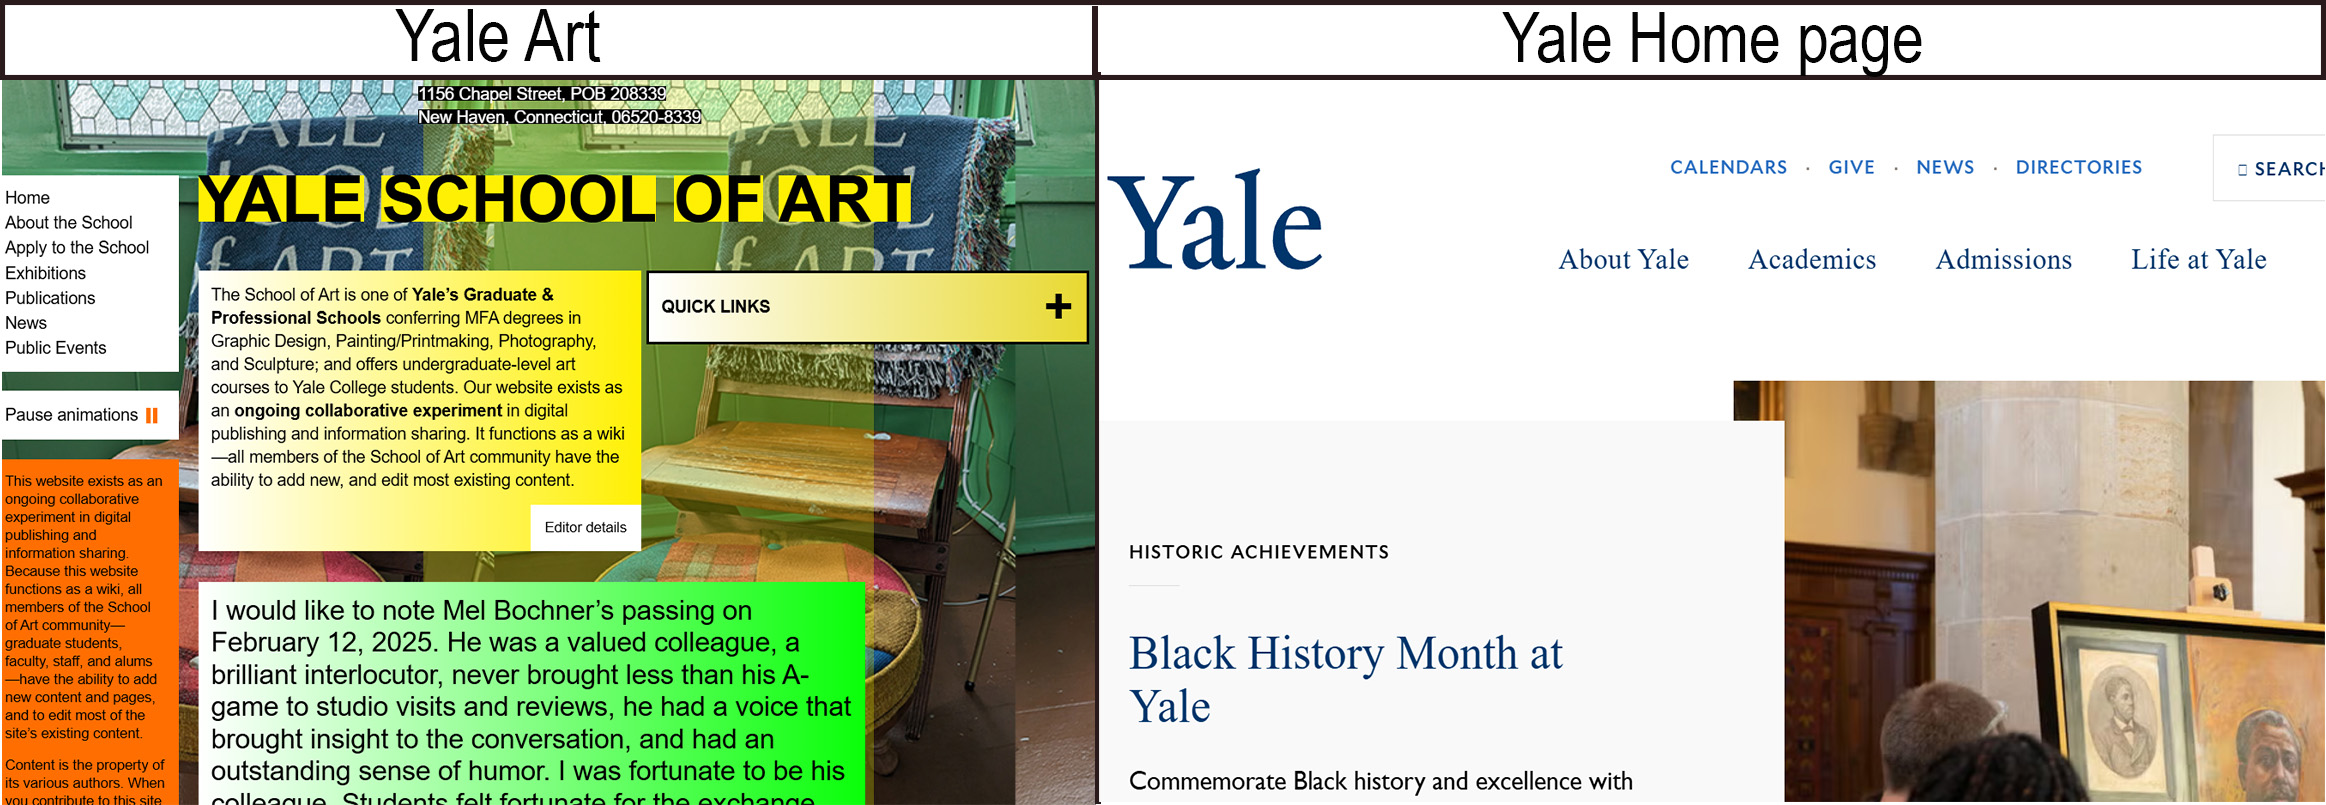 Yale Art
Yale Home page
1156 Chapel Street, POB 208339
New Haven, Connecticut, 06520-8339
YALE SCHOOL OF ART
Home
About the School
Apply to the School
Exhibitions
Publications
News
Public Events
Pause animations
This website exists as an
ongoing collaborative
experiment in digital
publishing and
information sharing.
Because this website
functions as a wiki, all
members of the School
of Art community—
graduate students,
faculty, staff, and alums
—have the ability to add
new content and pages,
and to edit most of the
site's existing content.
Content is the property of
its various authors. When
you contribute to this site
The School of Art is one of Yale's Graduate &
Professional Schools conferring MFA degrees in
Graphic Design, Painting/Printmaking, Photography,
and Sculpture; and offers undergraduate-level art
courses to Yale College students. Our website exists as
an ongoing collaborative experiment in digital
publishing and information sharing. It functions as a wiki
—all members of the School of Art community have the
ability to add new, and edit most existing content.
Editor details
QUICK LINKS
I would like to note Mel Bochner's passing on
February 12, 2025. He was a valued colleague, a
brilliant interlocutor, never brought less than his A-
game to studio visits and reviews, he had a voice that
brought insight to the conversation, and had an
outstanding sense of humor. I was fortunate to be his
colleague. Students felt fortunate for the exchange
Yale
CALENDARS · GIVE · NEWS · DIRECTORIES
SEARCH
About Yale
Academics
Admissions
Life at Yale
HISTORIC ACHIEVEMENTS
Black History Month at
Yale
Commemorate Black history and excellence with